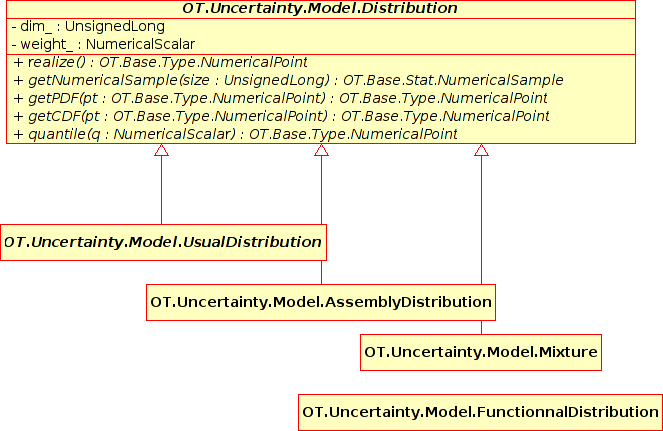 OT.Uncertainty.Model.Distribution
- dim_ : UnsignedLong
- weight_ : NumericalScalar
+ realize() : OT.Base.Type.NumericalPoint
+ getNumericalSample(size : UnsignedLong) : OT.Base.Stat.NumericalSample
+ getPDF(pt : OT.Base.Type.NumericalPoint) : OT.Base.Type.NumericalPoint
+ getCDF(pt : OT.Base.Type.NumericalPoint) : OT.Base.Type.NumericalPoint
+ quantile(q : NumericalScalar) : OT.Base.Type.NumericalPoint
OT.Uncertainty.Model.UsualDistribution
OT.Uncertainty.Model.AssemblyDistribution
OT.Uncertainty.Model.Mixture
OT.Uncertainty.Model.FunctionnalDistribution